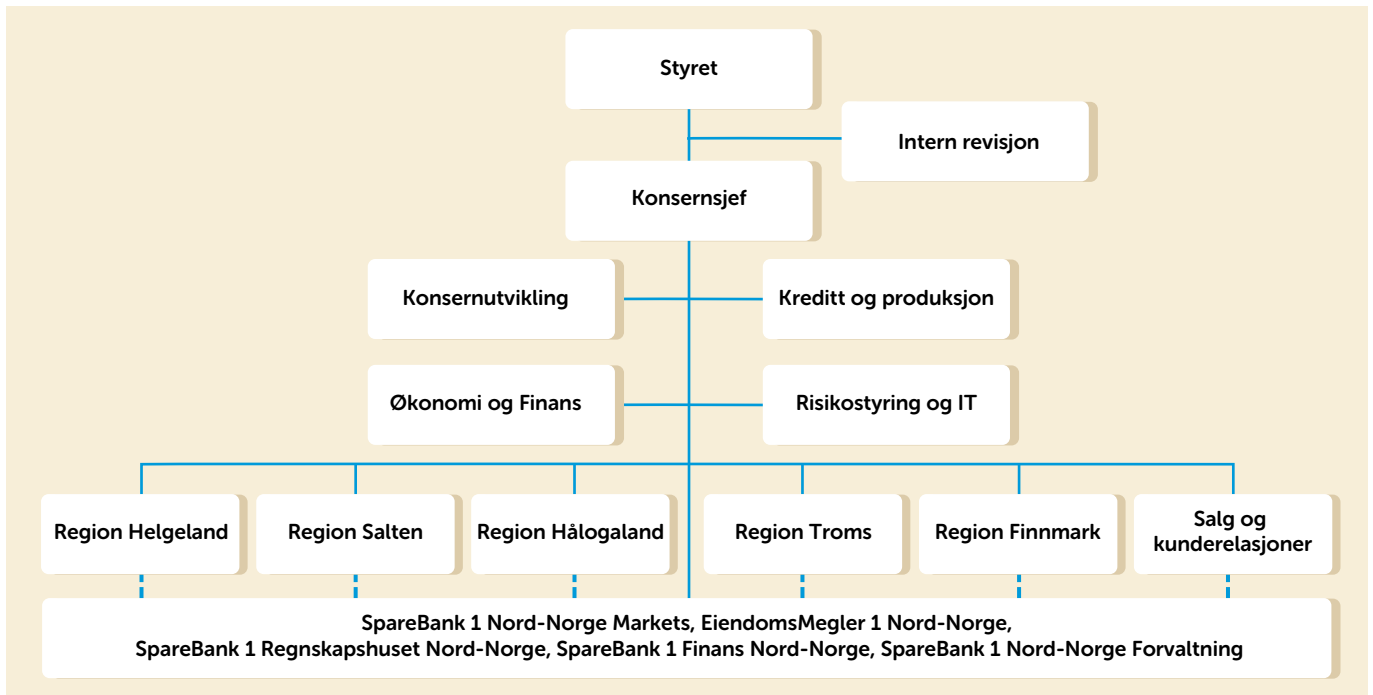 Styret
Intern revisjon
Konsernsjef
Konsernutvikling
Kreditt og produksjon
Økonomi og Finans
Risikostyring og IT
Region Helgeland
Region Salten
Region Hålogaland
Region Troms
Region Finnmark
Salg og
kunderelasjoner
SpareBank 1 Nord-Norge Markets, EiendomsMegler 1 Nord-Norge,
SpareBank 1 Regnskapshuset Nord-Norge, SpareBank 1 Finans Nord-Norge, SpareBank 1 Nord-Norge Forvaltning